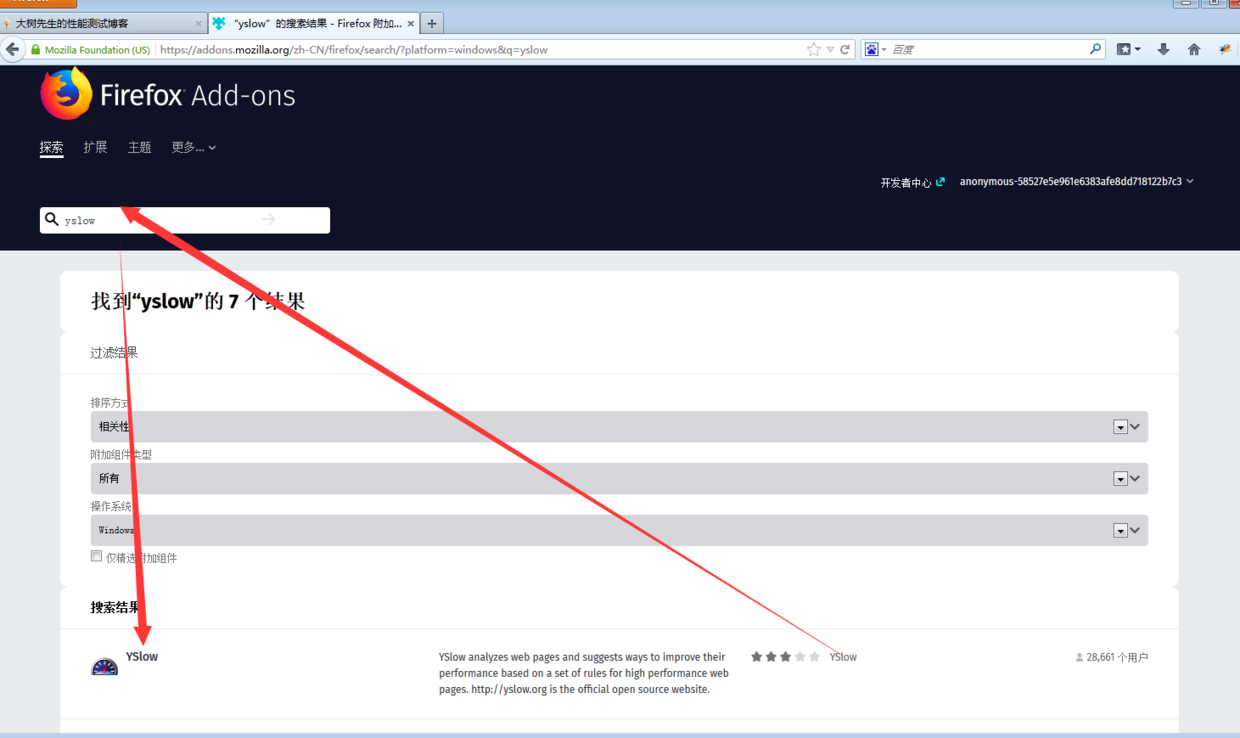 大树先生的性能测试博客
“yslow”的搜索结果 - Firefox 附加...
Mozilla Foundation (US)
https://addons.mozilla.org/zh-CN/firefox/search/?platform=windows&q=yslow
百度
Firefox Add-ons
探索 扩展 主题 更多...
开发者中心 anonymous-58527e5e961e6383afe8dd718122b7c3
yslow
找到“yslow”的 7 个结果
过滤结果
排序方式
相关性
附加组件类型
所有
操作系统
Windows
仅精选附加组件
搜索结果
YSlow
YSlow analyzes web pages and suggests ways to improve their
performance based on a set of rules for high performance web
pages. http://yslow.org is the official open source website.
YSlow
28,661 个用户